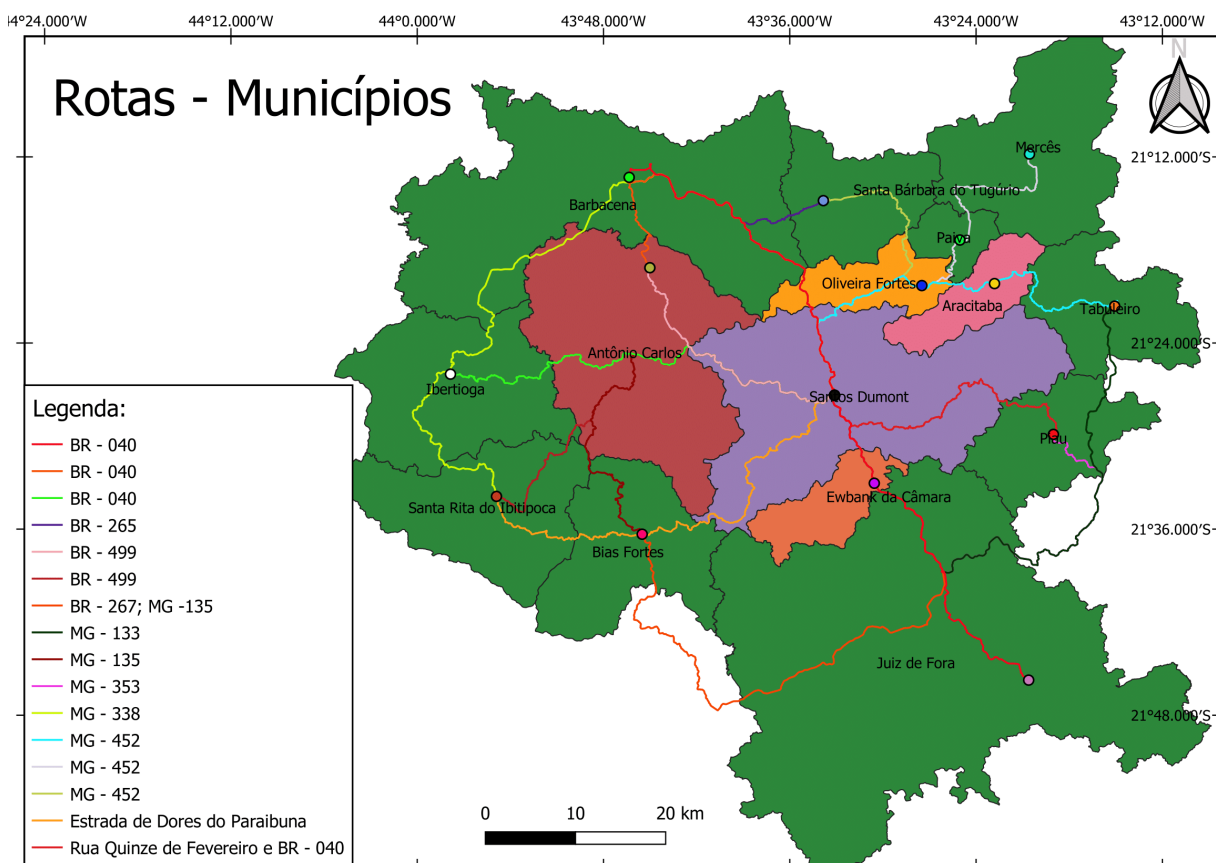 44°24.000′W 44°12.000′W 44°0.000′W 43°48.000′W 43°36.000′W 43°24.000′W 43°12.000′W
Rotas - Municípios
N
Mercês
21°12.000′S
Santa Bárbara do Tugúrio
Barbacena
Paiva
Oliveira Fortes
Aracitaba
Tabuleiro
21°24.000′S
Antônio Carlos
Ibertioga
Santos Dumont
Piau
Ewbank da Câmara
Santa Rita do Ibitipoca
21°36.000′S
Bias Fortes
Juiz de Fora
21°48.000′S
Legenda:
BR - 040
BR - 040
BR - 040
BR - 265
BR - 499
BR - 499
BR - 267; MG -135
MG - 133
MG - 135
MG - 353
MG - 338
MG - 452
MG - 452
MG - 452
Estrada de Dores do Paraibuna
Rua Quinze de Fevereiro e BR - 040
0 10 20 km